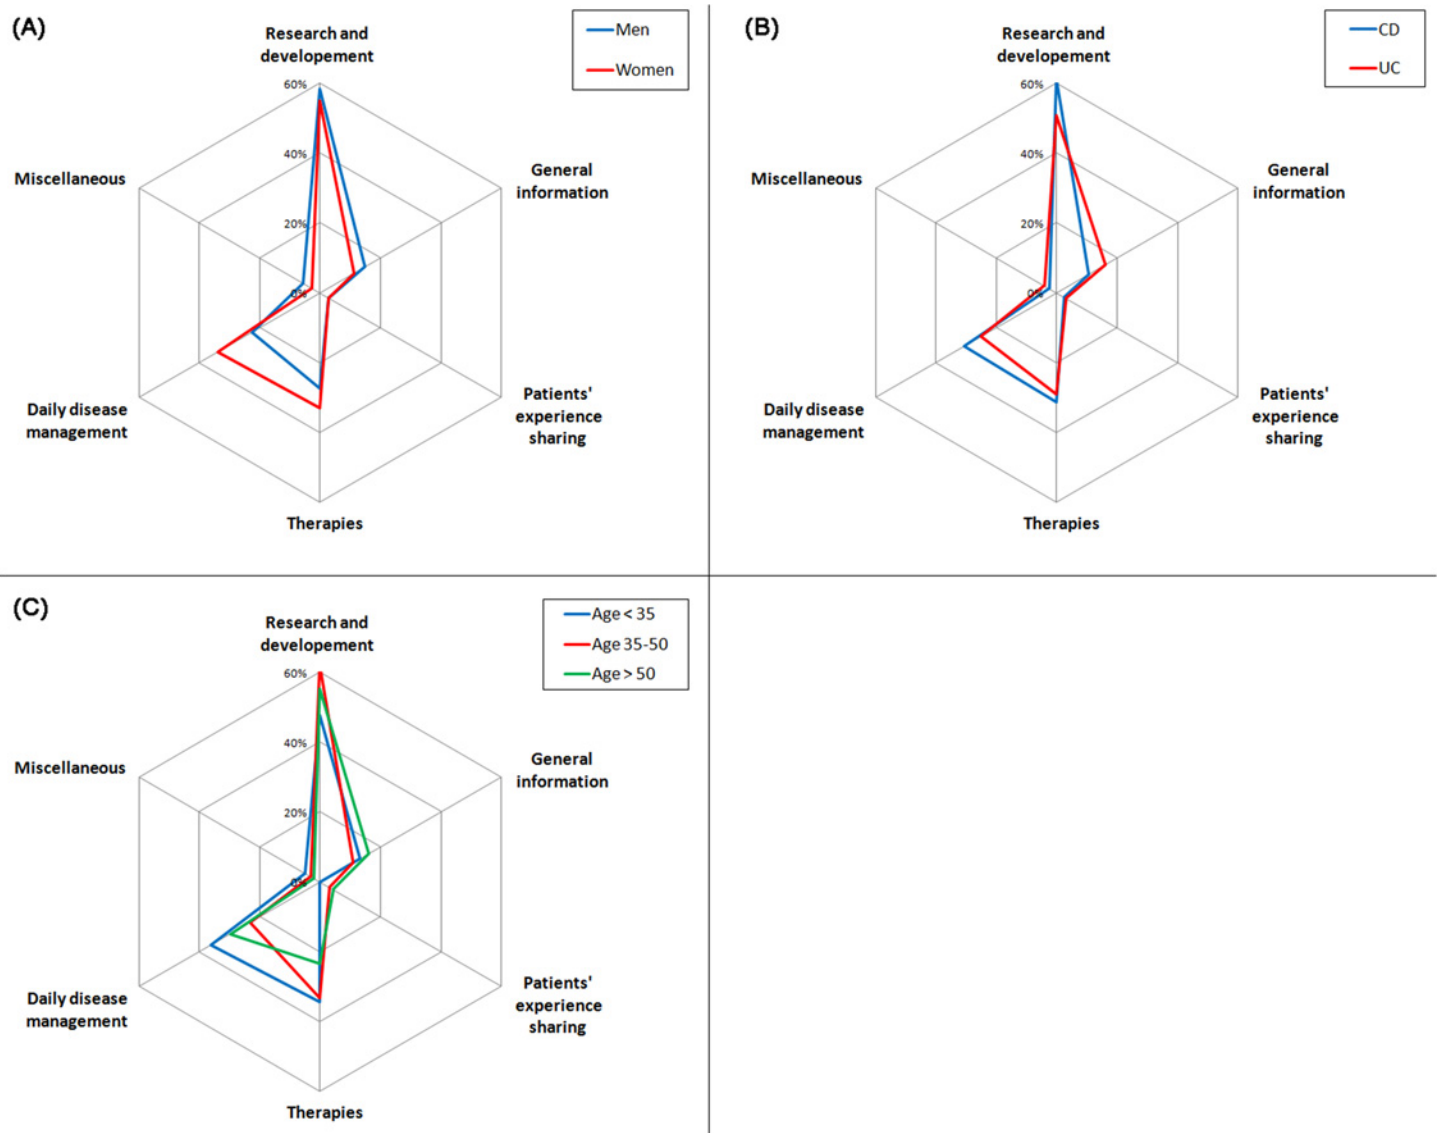 (A)
Men
Women
Research and
developement
60%
40%
20%
0%
General
information
Patients'
experience
sharing
Therapies
Daily disease
management
Miscellaneous
(B)
CD
UC
Research and
developement
60%
40%
20%
0%
General
information
Patients'
experience
sharing
Therapies
Daily disease
management
Miscellaneous
(C)
Age < 35
Age 35-50
Age > 50
Research and
developement
60%
40%
20%
0%
General
information
Patients'
experience
sharing
Therapies
Daily disease
management
Miscellaneous